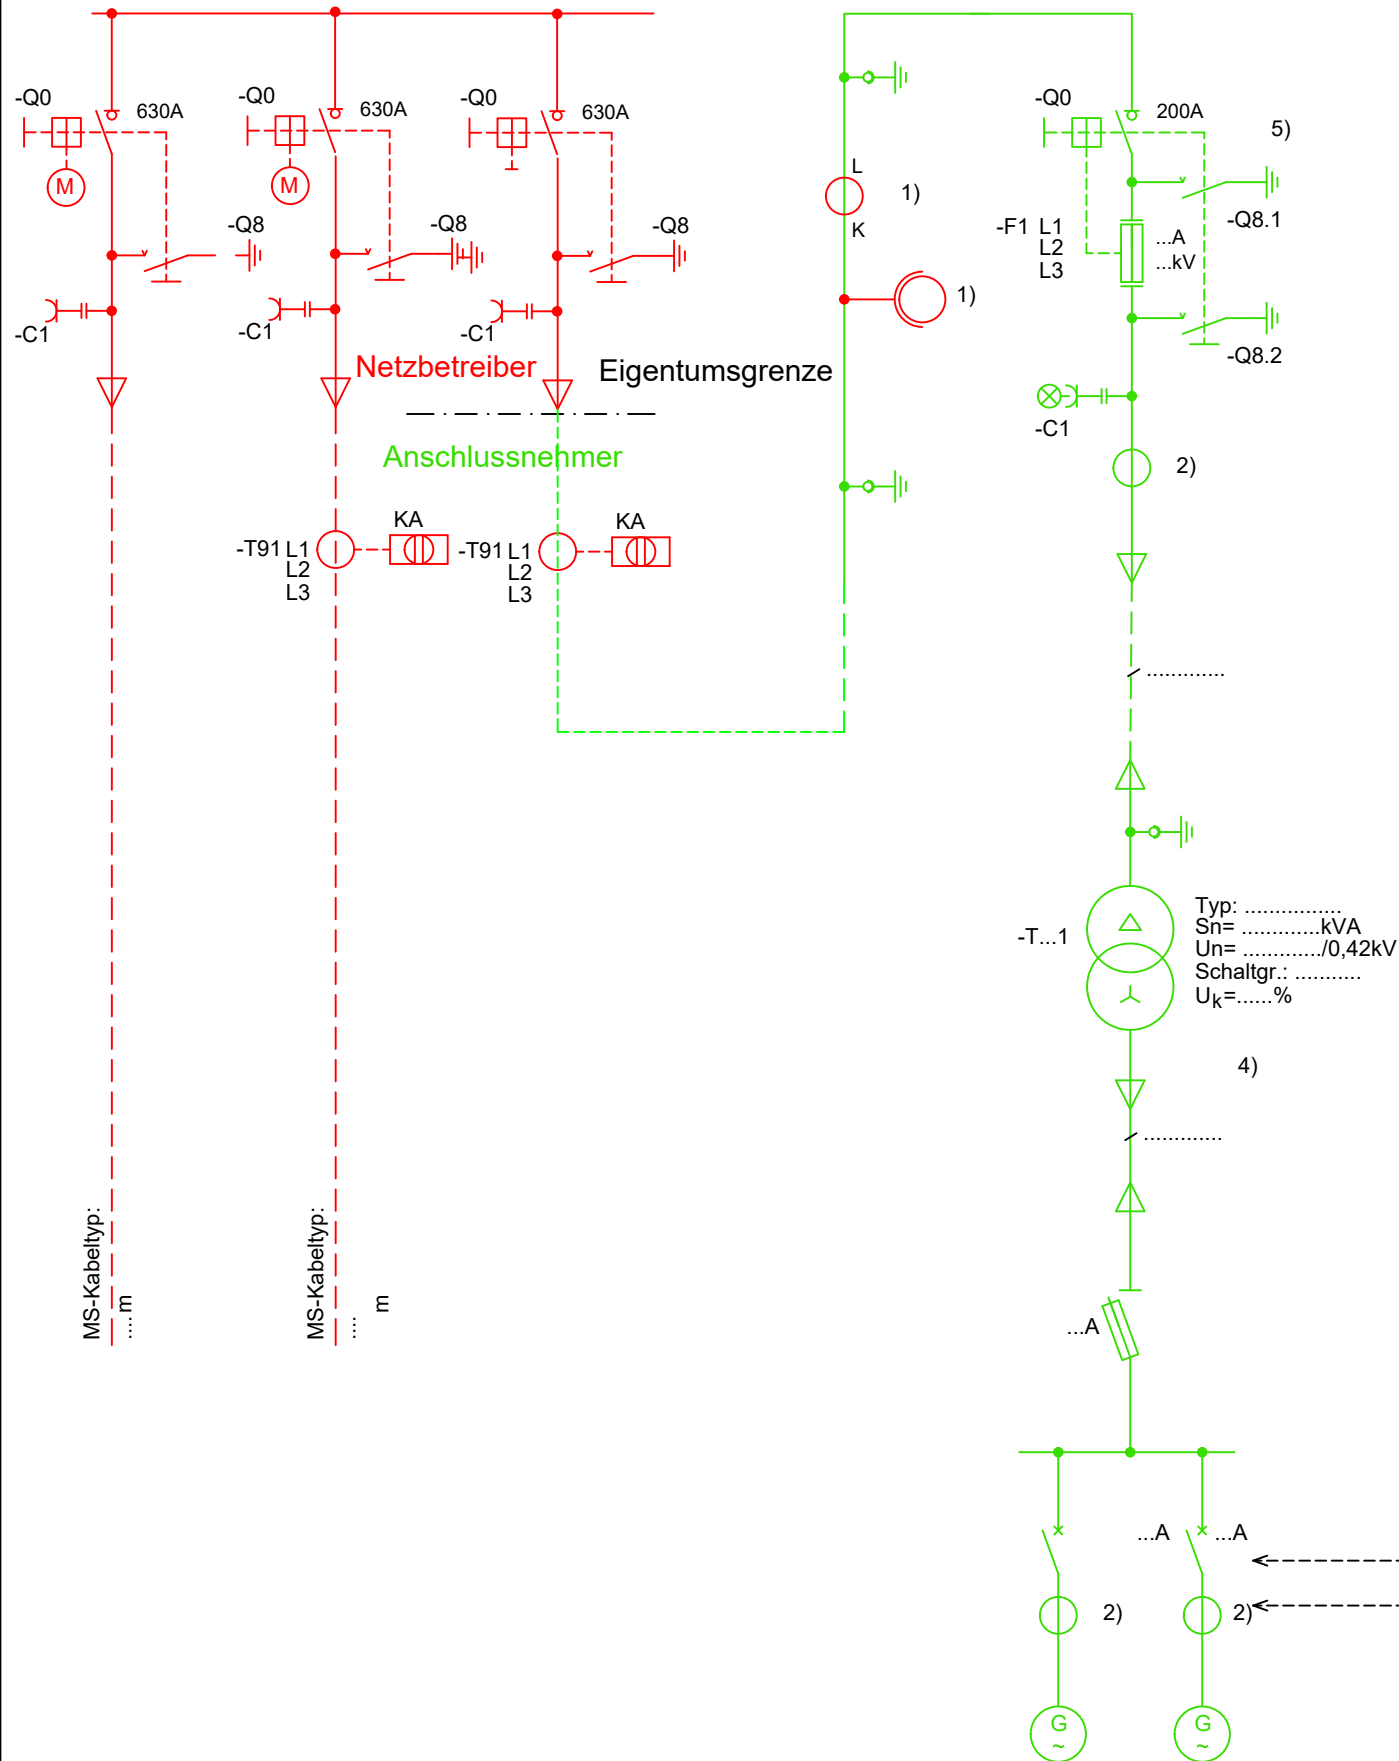 -Q0
630A
M
-Q8
-C1
-Q0
630A
M
-Q8
-C1
-Q0
630A
-Q8
-C1
Netzbetreiber
Eigentumsgrenze
Anschlussnehmer
-T91 L1
L2
L3
KA
-T91 L1
L2
L3
KA
MS-Kabeltyp:
.... m
MS-Kabeltyp:
.... m
L
K
1)
1)
-Q0
200A
5)
-Q8.1
-F1 L1
L2
L3
...A
...kV
-Q8.2
-C1
2)
.............
-T...1
Typ: ................
Sn= .............kVA
Un= ............./0,42kV
Schaltgr.: ...........
Uk=......%
4)
.............
...A
...A
...A
2)
2)
G
~
G
~